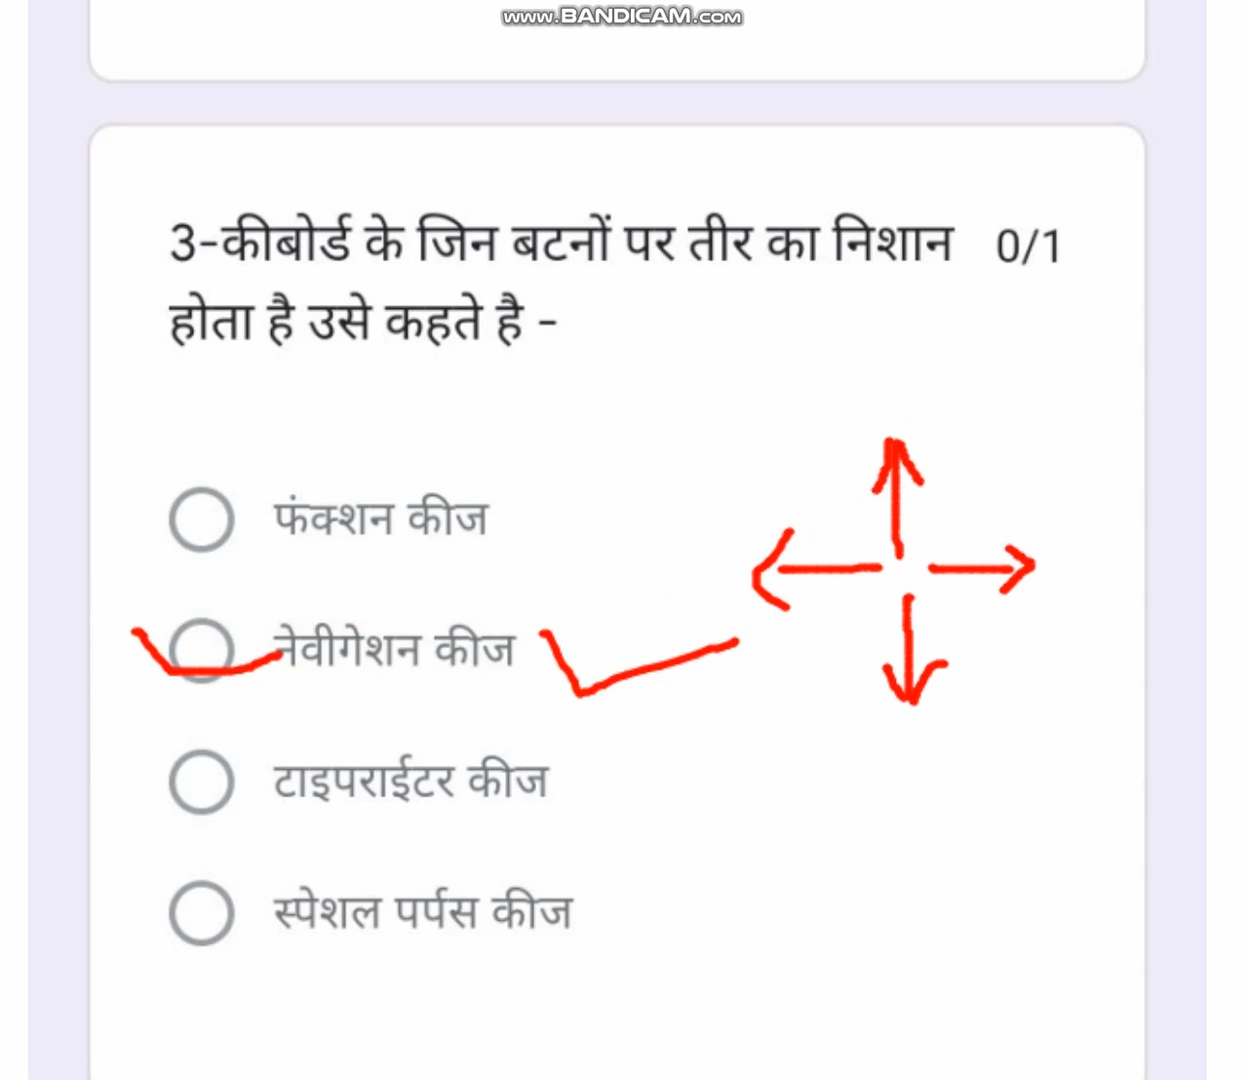 www.BANDICAM.com
3-कीबोर्ड के जिन बटनों पर तीर का निशान 0/1
होता है उसे कहते है -
फंक्शन कीज
नेवीगेशन कीज
टाइपराईटर कीज
स्पेशल पर्पस कीज